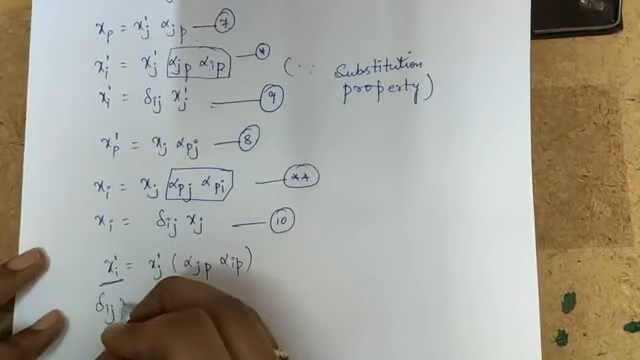 x_p = x'_j α_jp — ⑦
x'_i = x'_j α_jp α_ip — (*)
(∵ Substitution property)
x'_i = δ_ij x'_j — ⑨
x'_p = x_j α_pj — ⑧
x_i = x_j α_pj α_pi — (**)
x_i = δ_ij x_j — ⑩
x'_i = x'_j (α_jp α_ip)
δ_ij